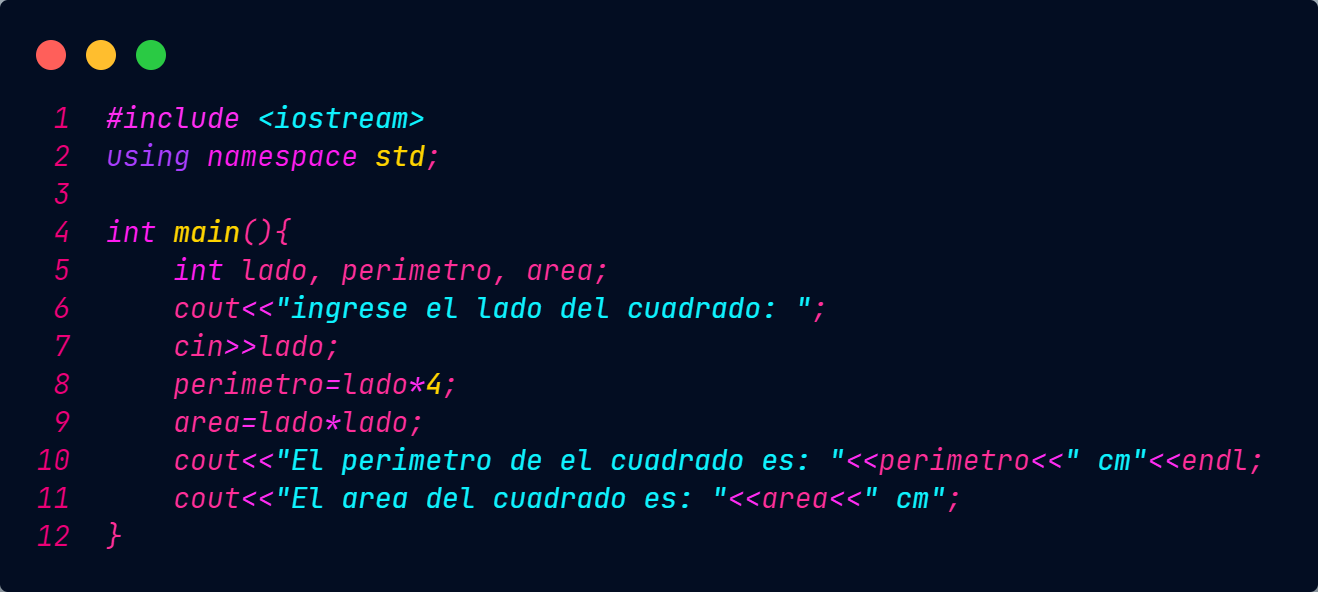 1 #include <iostream>
2 using namespace std;
3
4 int main(){
5     int lado, perimetro, area;
6     cout<<"ingrese el lado del cuadrado: ";
7     cin>>lado;
8     perimetro=lado*4;
9     area=lado*lado;
10     cout<<"El perimetro de el cuadrado es: "<<perimetro<<" cm"<<endl;
11     cout<<"El area del cuadrado es: "<<area<<" cm";
12 }